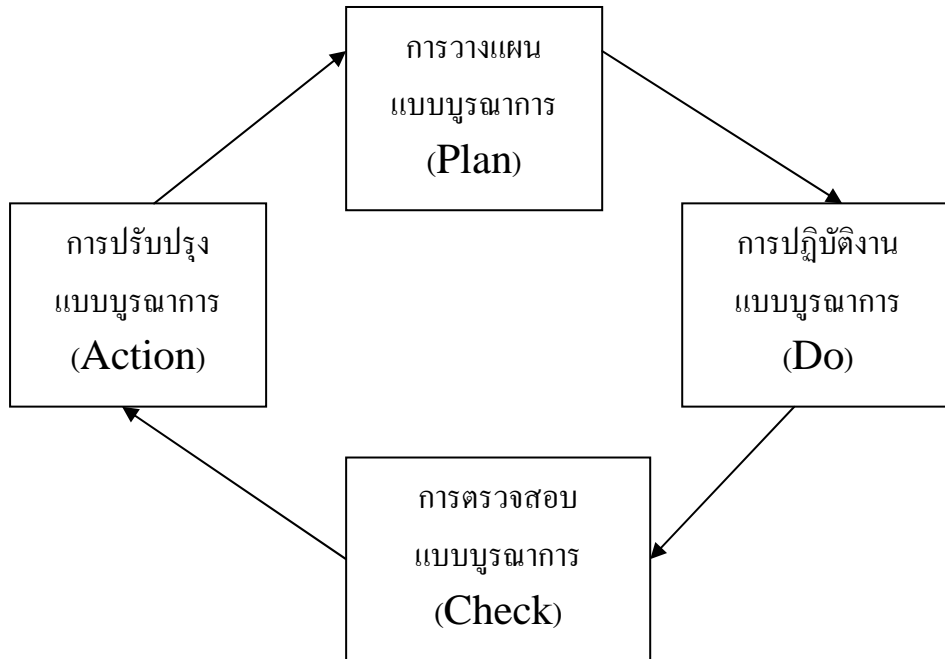 การวางแผน
แบบบูรณาการ
(Plan)
การปรับปรุง
แบบบูรณาการ
(Action)
การปฏิบัติงาน
แบบบูรณาการ
(Do)
การตรวจสอบ
แบบบูรณาการ
(Check)